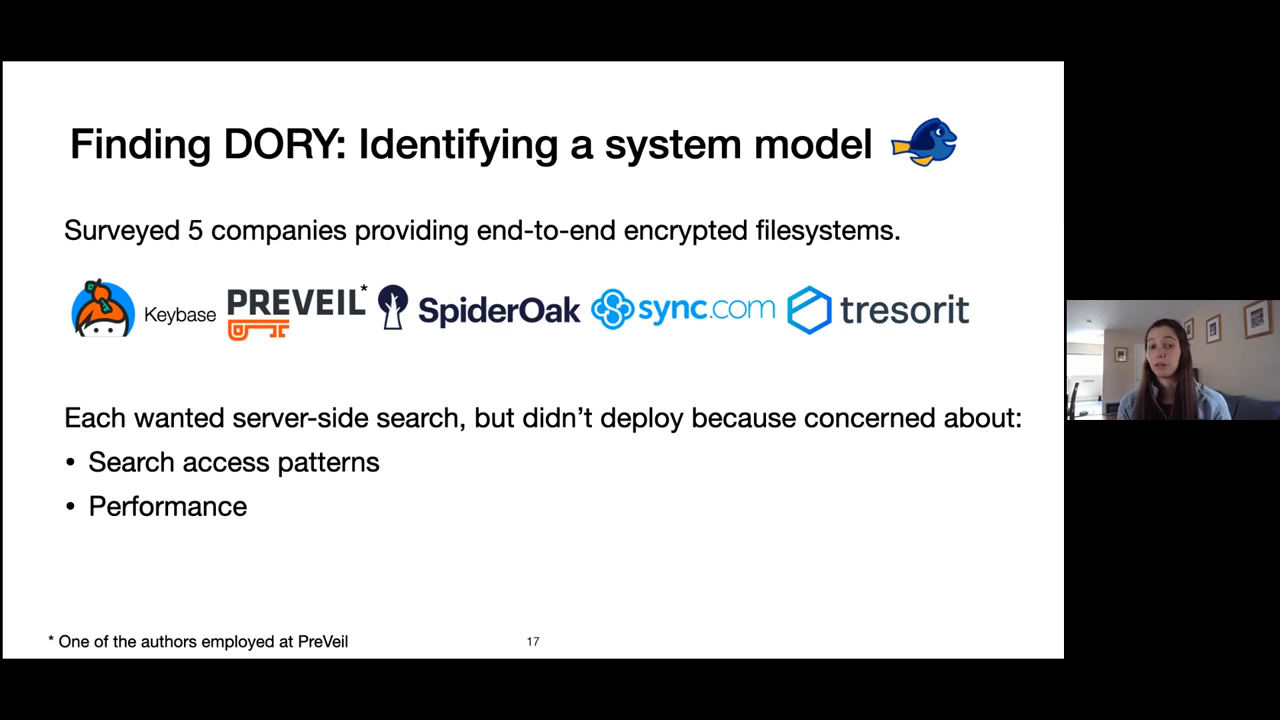 Finding DORY: Identifying a system model
Surveyed 5 companies providing end-to-end encrypted filesystems.
Keybase PREVEIL* SpiderOak sync.com tresorit
Each wanted server-side search, but didn’t deploy because concerned about:
• Search access patterns
• Performance
* One of the authors employed at PreVeil
17